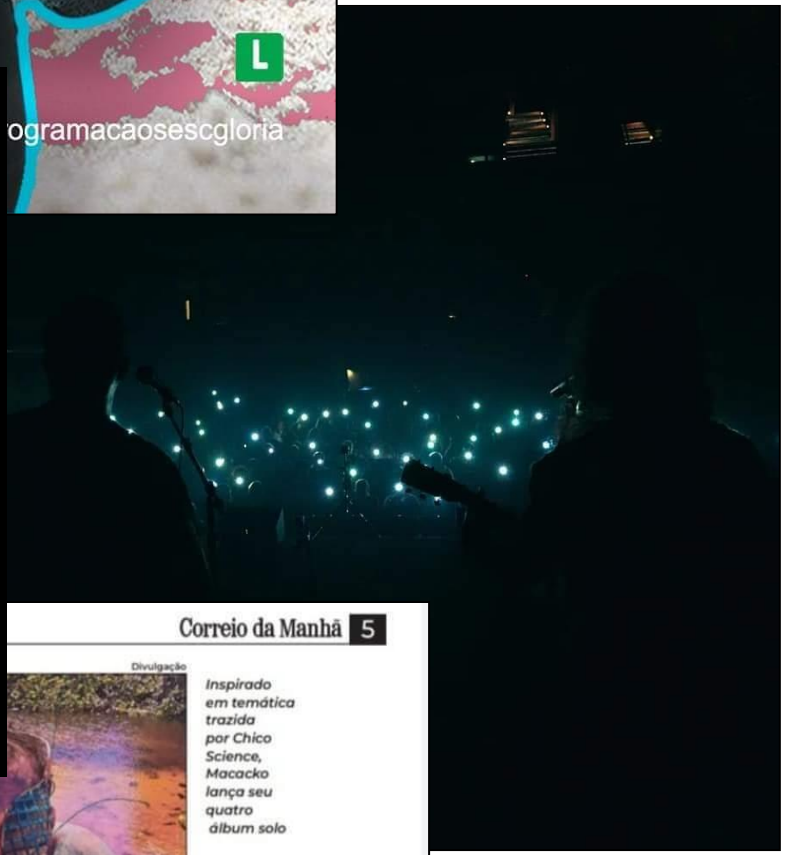 L
ogramacaosescgloria
Correio da Manhã 5
Divulgação
Inspirado
em temática
trazida
por Chico
Science,
Macacko
lança seu
quatro
álbum solo